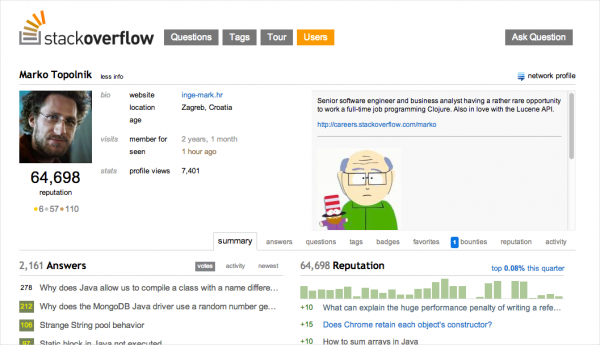 stackoverflow
Questions Tags Tour Users Ask Question
Marko Topolnik less info
network profile
bio website inge-mark.hr
location Zagreb, Croatia
age
visits member for 2 years, 1 month
seen 1 hour ago
stats profile views 7,401
64,698
reputation
6 57 110
Senior software engineer and business analyst having a rather rare opportunity
to work a full-time job programming Clojure. Also in love with the Lucene API.
http://careers.stackoverflow.com/marko
summary answers questions tags badges favorites 1 bounties reputation activity
2,161 Answers votes activity newest
278 Why does Java allow us to compile a class with a name differe...
212 Why does the MongoDB Java driver use a random number ge...
106 Strange String pool behavior
97 Static block in Java not executed
64,698 Reputation top 0.08% this quarter
+10 What can explain the huge performance penalty of writing a refe...
+15 Does Chrome retain each object's constructor?
+10 How to sum arrays in Java